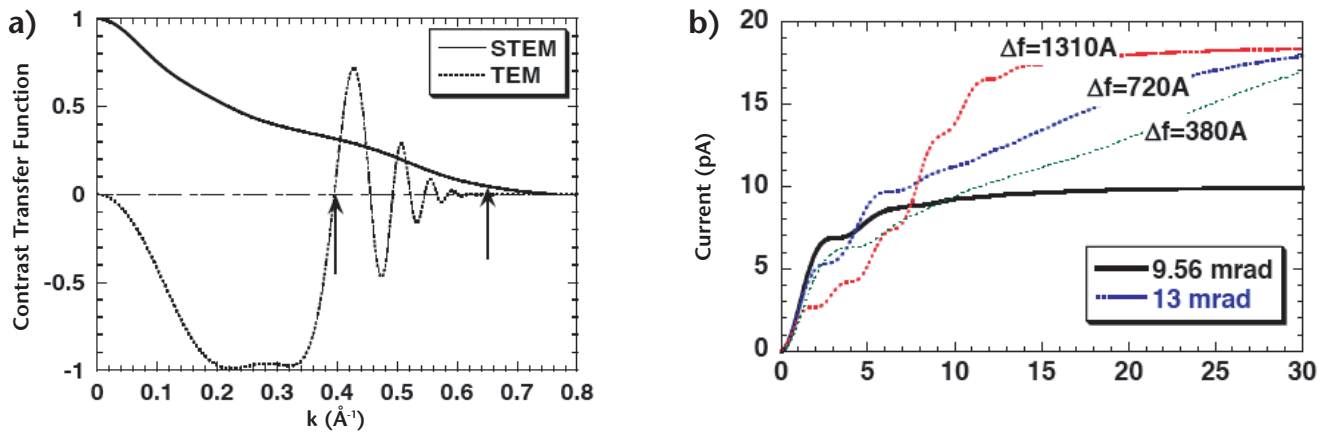 a)
Contrast Transfer Function
1
0.5
0
-0.5
-1
0
0.1
0.2
0.3
0.4
0.5
0.6
0.7
0.8
k (Å-1)
STEM
TEM
b)
Current (pA)
20
15
10
5
0
0
5
10
15
20
25
30
Δf=1310A
Δf=720A
Δf=380A
9.56 mrad
13 mrad